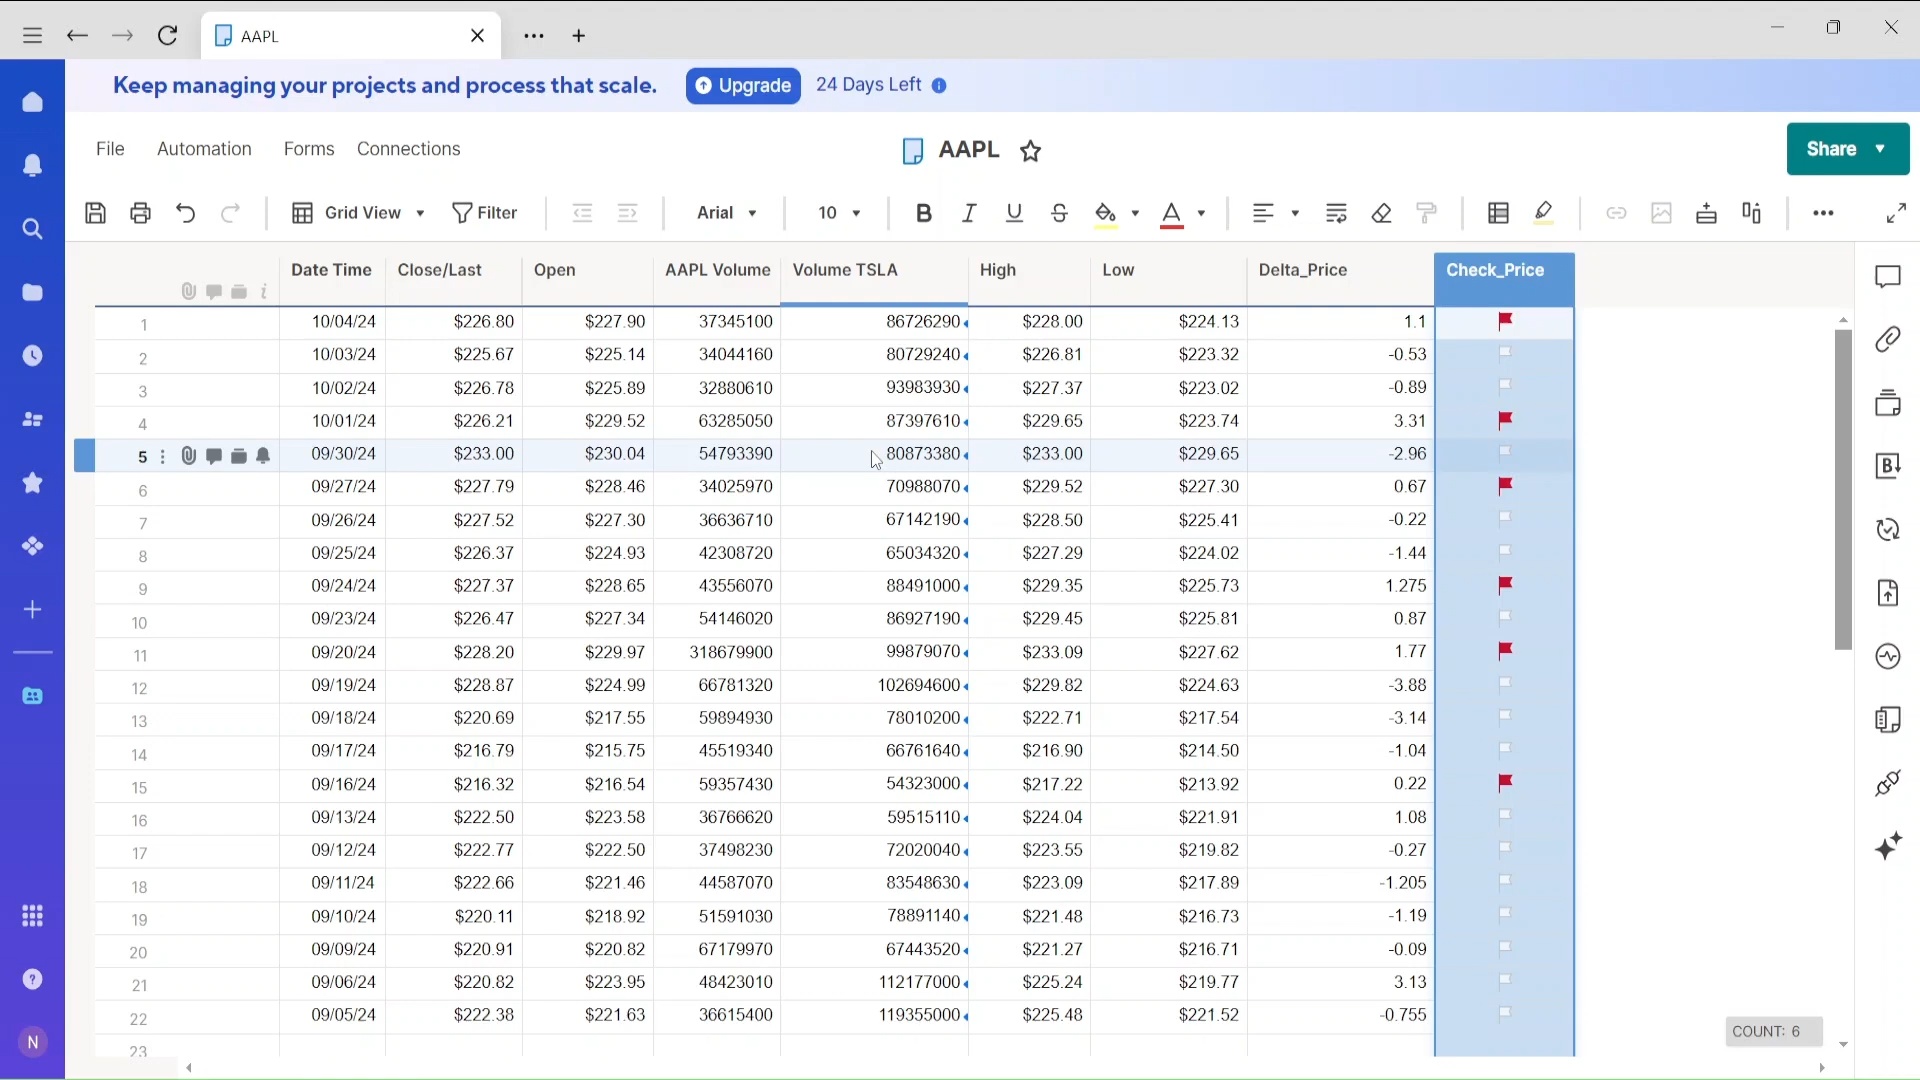 AAPL
Keep managing your projects and process that scale. Upgrade 24 Days Left
File Automation Forms Connections AAPL Share
Grid View Filter Arial 10 B I U S A
Date Time Close/Last Open AAPL Volume Volume TSLA High Low Delta_Price Check_Price
1 10/04/24 $226.80 $227.90 37345100 86726290 $228.00 $224.13 1.1
2 10/03/24 $225.67 $225.14 34044160 80729240 $226.81 $223.32 -0.53
3 10/02/24 $226.78 $225.89 32880610 93983930 $227.37 $223.02 -0.89
4 10/01/24 $226.21 $229.52 63285050 87397610 $229.65 $223.74 3.31
5 09/30/24 $233.00 $230.04 54793390 80873380 $233.00 $229.65 -2.96
6 09/27/24 $227.79 $228.46 34025970 70988070 $229.52 $227.30 0.67
7 09/26/24 $227.52 $227.30 36636710 67142190 $228.50 $225.41 -0.22
8 09/25/24 $226.37 $224.93 42308720 65034320 $227.29 $224.02 -1.44
9 09/24/24 $227.37 $228.65 43556070 88491000 $229.35 $225.73 1.275
10 09/23/24 $226.47 $227.34 54146020 86927190 $229.45 $225.81 0.87
11 09/20/24 $228.20 $229.97 318679900 99879070 $233.09 $227.62 1.77
12 09/19/24 $228.87 $224.99 66781320 102694600 $229.82 $224.63 -3.88
13 09/18/24 $220.69 $217.55 59894930 78010200 $222.71 $217.54 -3.14
14 09/17/24 $216.79 $215.75 45519340 66761640 $216.90 $214.50 -1.04
15 09/16/24 $216.32 $216.54 59357430 54323000 $217.22 $213.92 0.22
16 09/13/24 $222.50 $223.58 36766620 59515110 $224.04 $221.91 1.08
17 09/12/24 $222.77 $222.50 37498230 72020040 $223.55 $219.82 -0.27
18 09/11/24 $222.66 $221.46 44587070 83548630 $223.09 $217.89 -1.205
19 09/10/24 $220.11 $218.92 51591030 78891140 $221.48 $216.73 -1.19
20 09/09/24 $220.91 $220.82 67179970 67443520 $221.27 $216.71 -0.09
21 09/06/24 $220.82 $223.95 48423010 112177000 $225.24 $219.77 3.13
22 09/05/24 $222.38 $221.63 36615400 119355000 $225.48 $221.52 -0.755
23
COUNT: 6
N